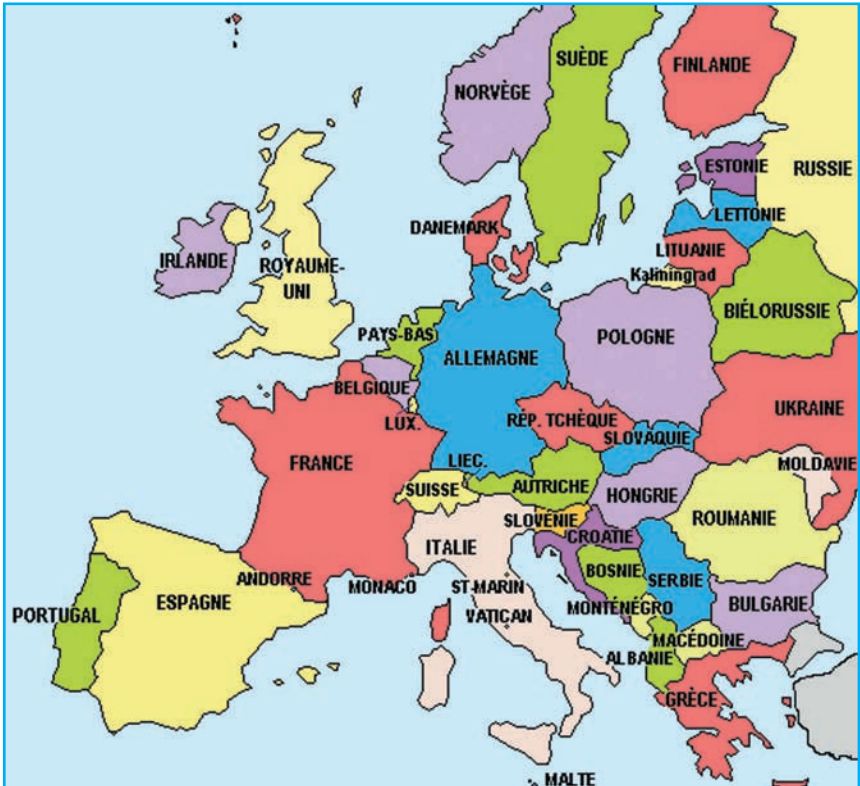 SUÈDE
FINLANDE
NORVÈGE
ESTONIE
RUSSIE
LETTONIE
DANEMARK
LITUANIE
IRLANDE
ROYAUME-
UNI
Kaliningrad
BIÉLORUSSIE
PAYS-BAS
POLOGNE
ALLEMAGNE
BELGIQUE
UKRAINE
RÉP. TCHÈQUE
LUX.
SLOVAQUIE
FRANCE
LIEC.
MOLDAVIE
SUISSE
AUTRICHE
HONGRIE
ROUMANIE
SLOVÉNIE
CROATIE
ITALIE
BOSNIE
ANDORRE
MONACO
ST-MARIN
SERBIE
ESPAGNE
BULGARIE
PORTUGAL
VATICAN
MONTÉNÉGRO
MACÉDOINE
ALBANIE
GRÈCE
MALTE